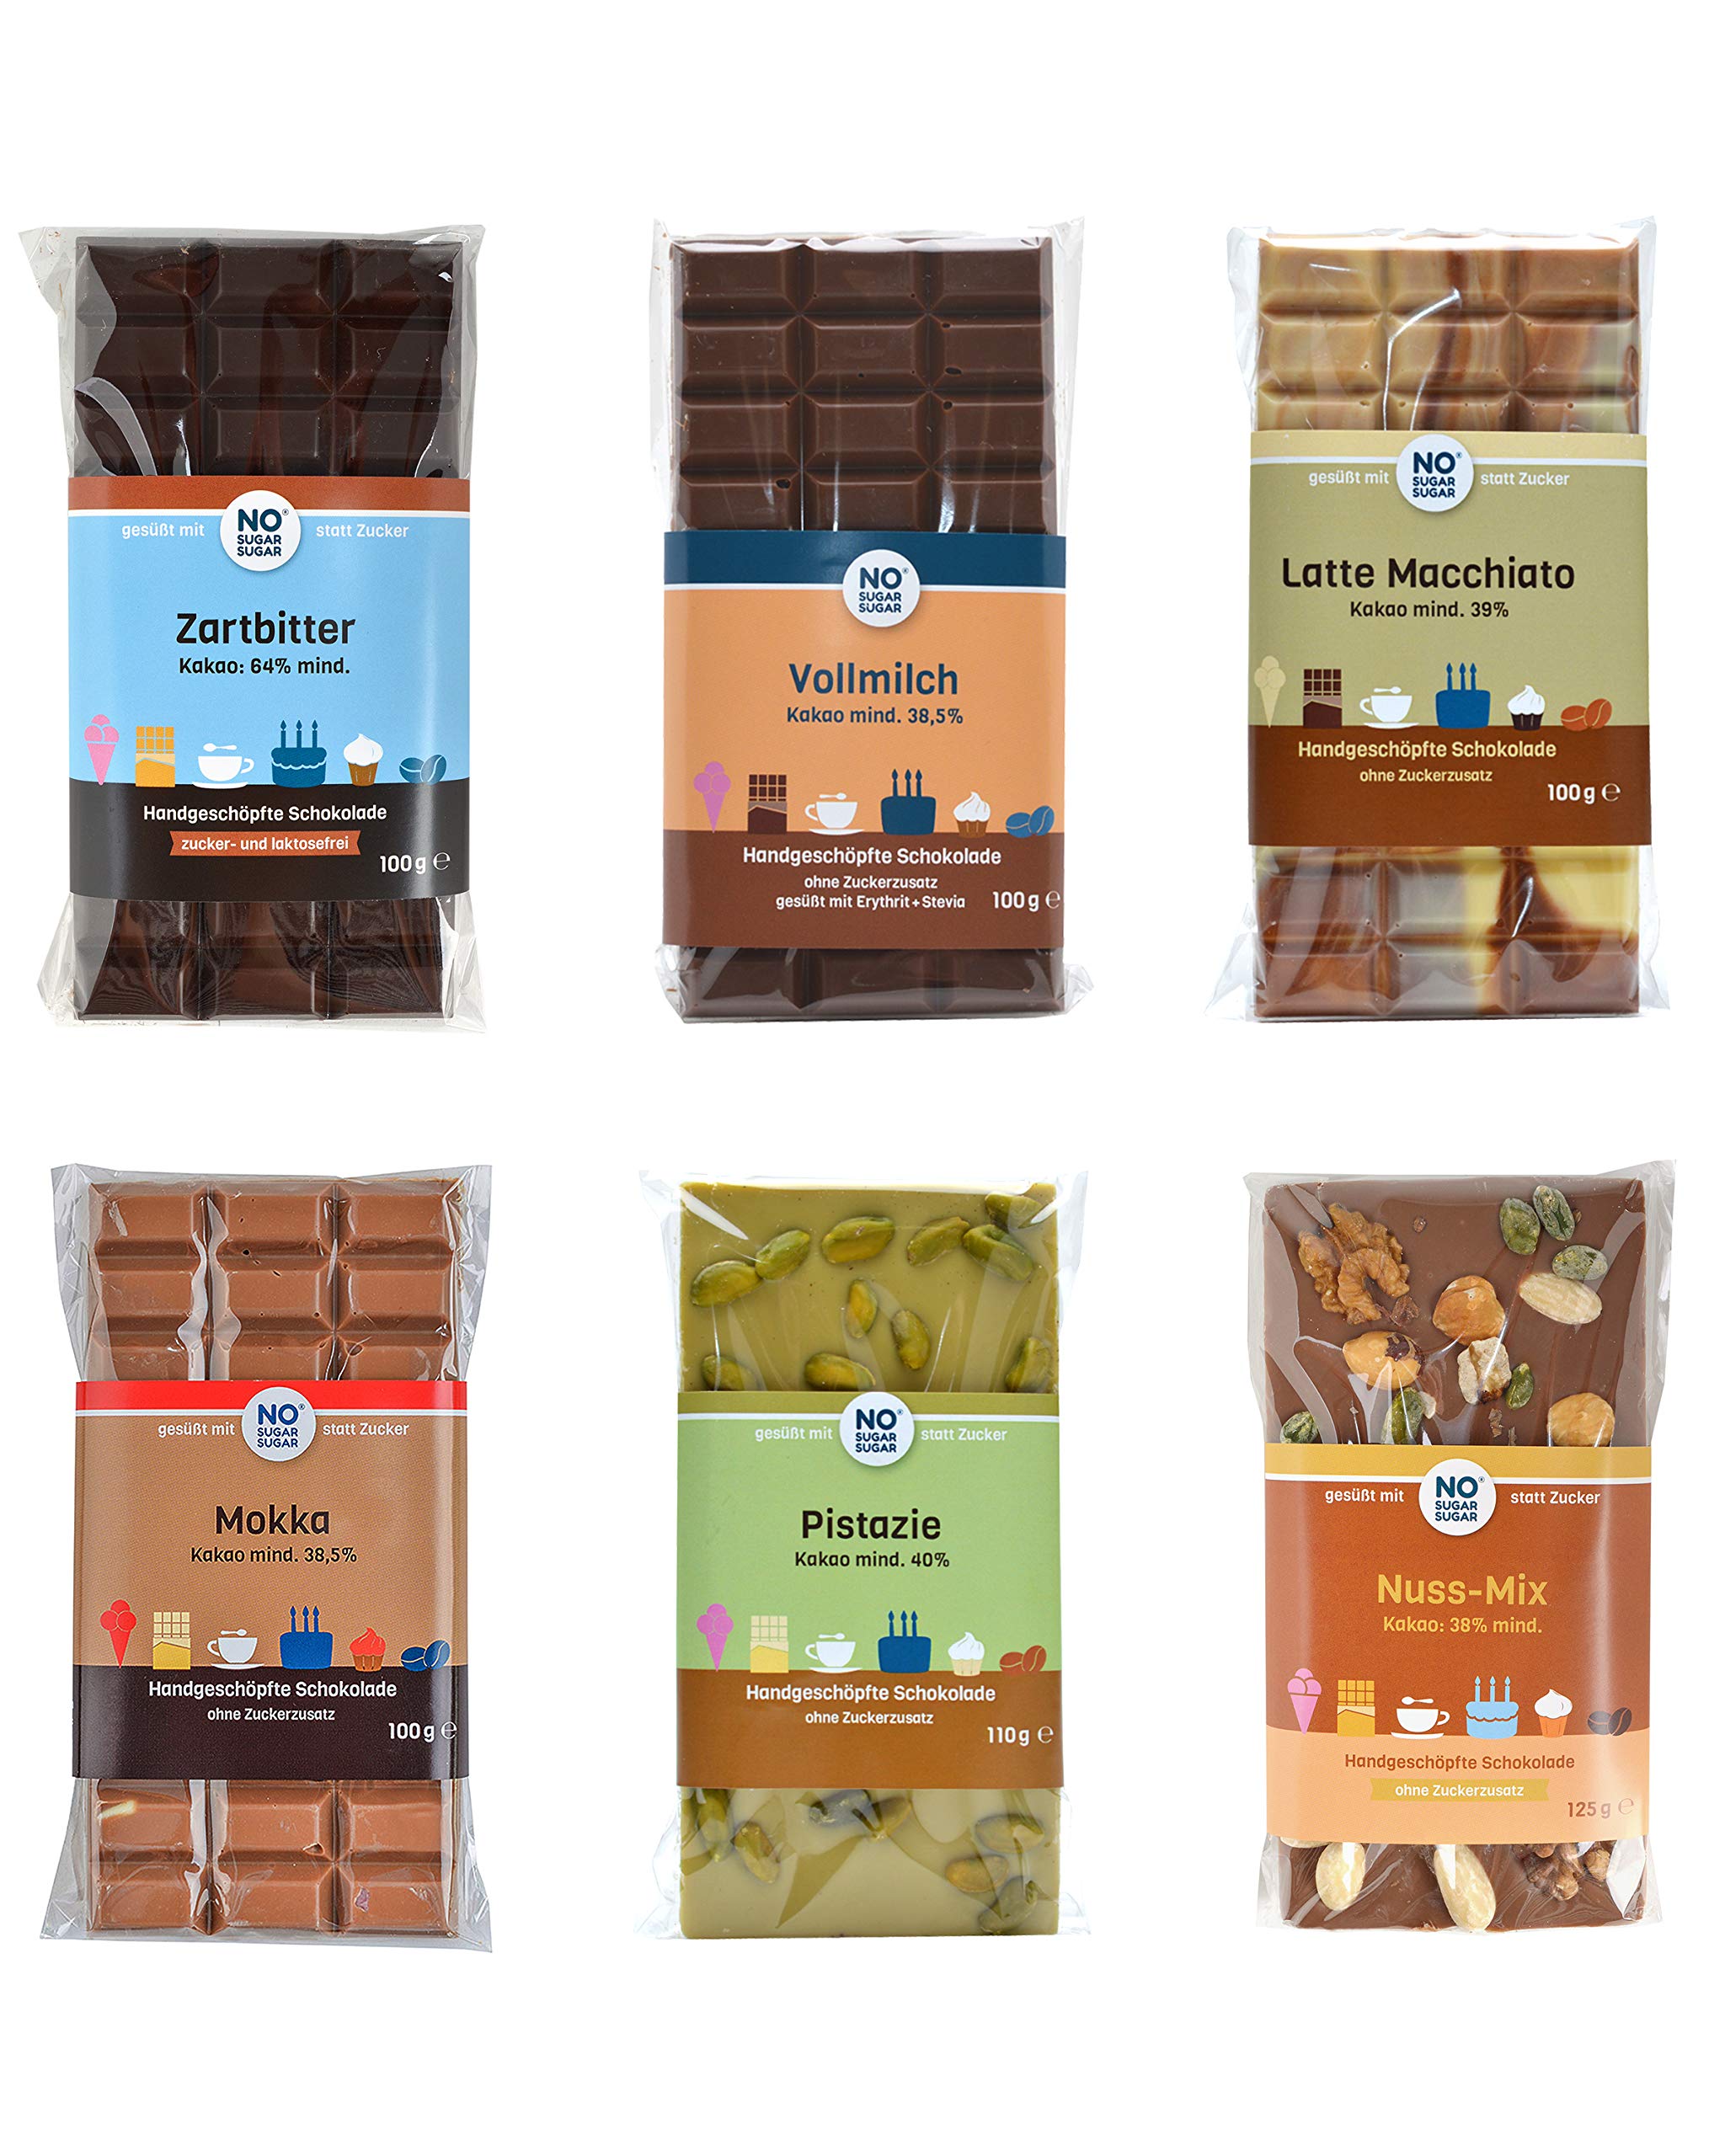 gesüßt mit NO® SUGAR SUGAR statt Zucker
Zartbitter
Kakao: 64% mind.
Handgeschöpfte Schokolade
zucker- und laktosefrei
100 g ℮
NO®
SUGAR
SUGAR
Vollmilch
Kakao mind. 38,5%
Handgeschöpfte Schokolade
ohne Zuckerzusatz
gesüßt mit Erythrit+Stevia 100 g ℮
gesüßt mit NO® SUGAR SUGAR statt Zucker
Latte Macchiato
Kakao mind. 39%
Handgeschöpfte Schokolade
ohne Zuckerzusatz
100 g ℮
gesüßt mit NO® SUGAR SUGAR statt Zucker
Mokka
Kakao mind. 38,5%
Handgeschöpfte Schokolade
ohne Zuckerzusatz
100 g ℮
gesüßt mit NO® SUGAR SUGAR statt Zucker
Pistazie
Kakao mind. 40%
Handgeschöpfte Schokolade
ohne Zuckerzusatz
110 g ℮
gesüßt mit NO® SUGAR SUGAR statt Zucker
Nuss-Mix
Kakao: 38% mind.
Handgeschöpfte Schokolade
ohne Zuckerzusatz
125 g ℮